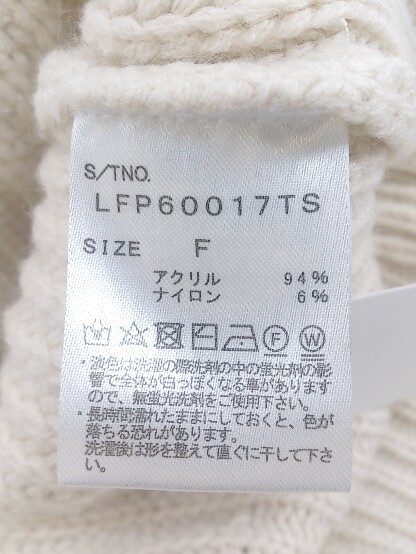 S/TNO.
LFP60017TS
SIZE F
アクリル 94%
ナイロン 6%
F W
・淡色は洗濯の際洗剤の中の蛍光剤の影
響で全体が白っぽくなる事があります
ので、無蛍光洗剤をご使用下さい。
・長時間濡れたままにしておくと、色が
落ちる恐れがあります。
洗濯後は形を整えて直ぐに干して下さ
い。